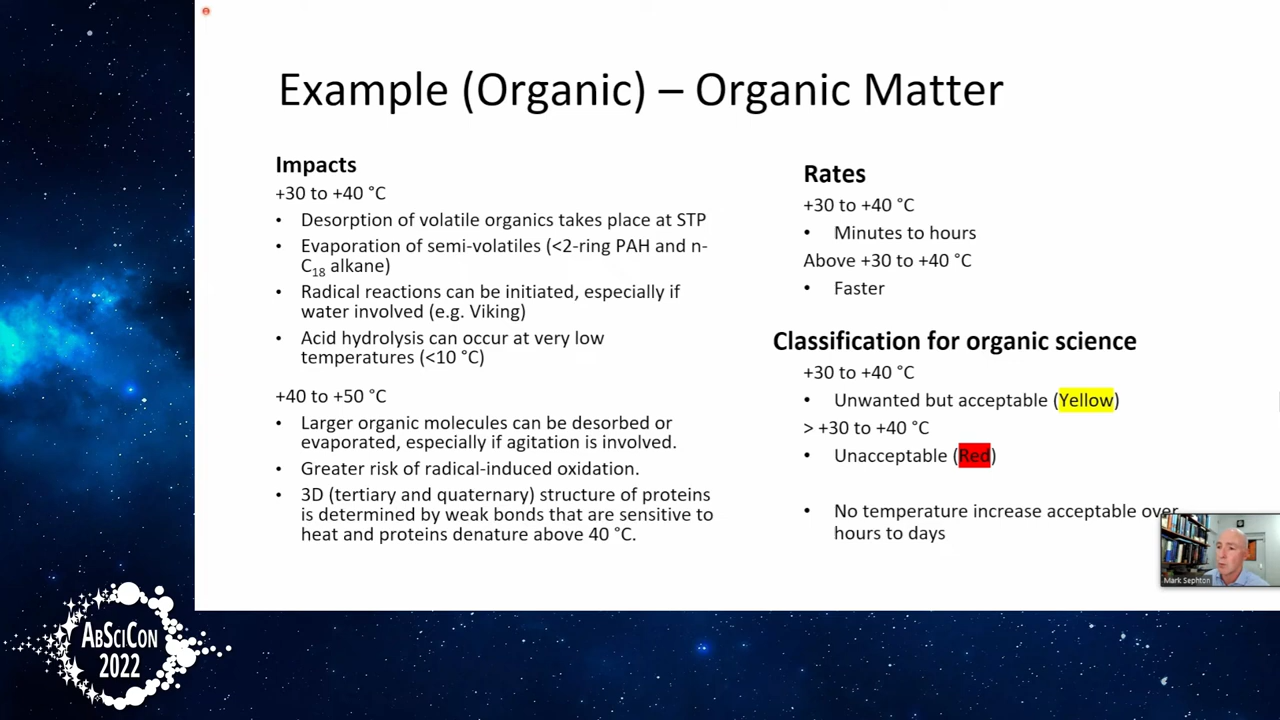 Example (Organic) – Organic Matter
Impacts
+30 to +40 °C
• Desorption of volatile organics takes place at STP
• Evaporation of semi-volatiles (<2-ring PAH and n-
C18 alkane)
• Radical reactions can be initiated, especially if
water involved (e.g. Viking)
• Acid hydrolysis can occur at very low
temperatures (<10 °C)
+40 to +50 °C
• Larger organic molecules can be desorbed or
evaporated, especially if agitation is involved.
• Greater risk of radical-induced oxidation.
• 3D (tertiary and quaternary) structure of proteins
is determined by weak bonds that are sensitive to
heat and proteins denature above 40 °C.
Rates
+30 to +40 °C
• Minutes to hours
Above +30 to +40 °C
• Faster
Classification for organic science
+30 to +40 °C
• Unwanted but acceptable (Yellow)
> +30 to +40 °C
• Unacceptable (Red)
• No temperature increase acceptable over
hours to days
Mark Sephton
AbSciCon
2022